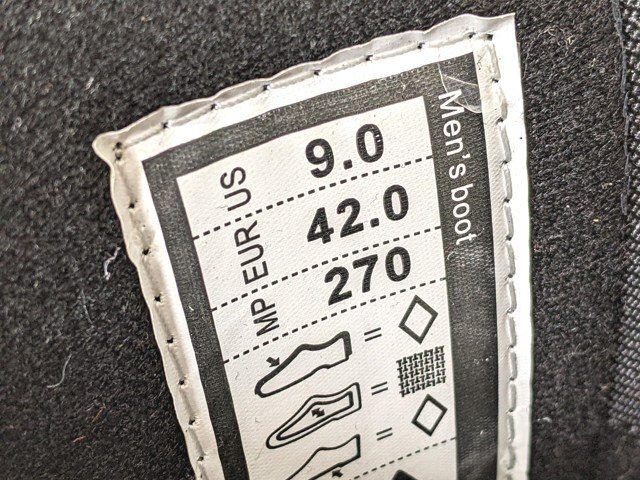 Men's boot
US 9.0
EUR 42.0
MP 270